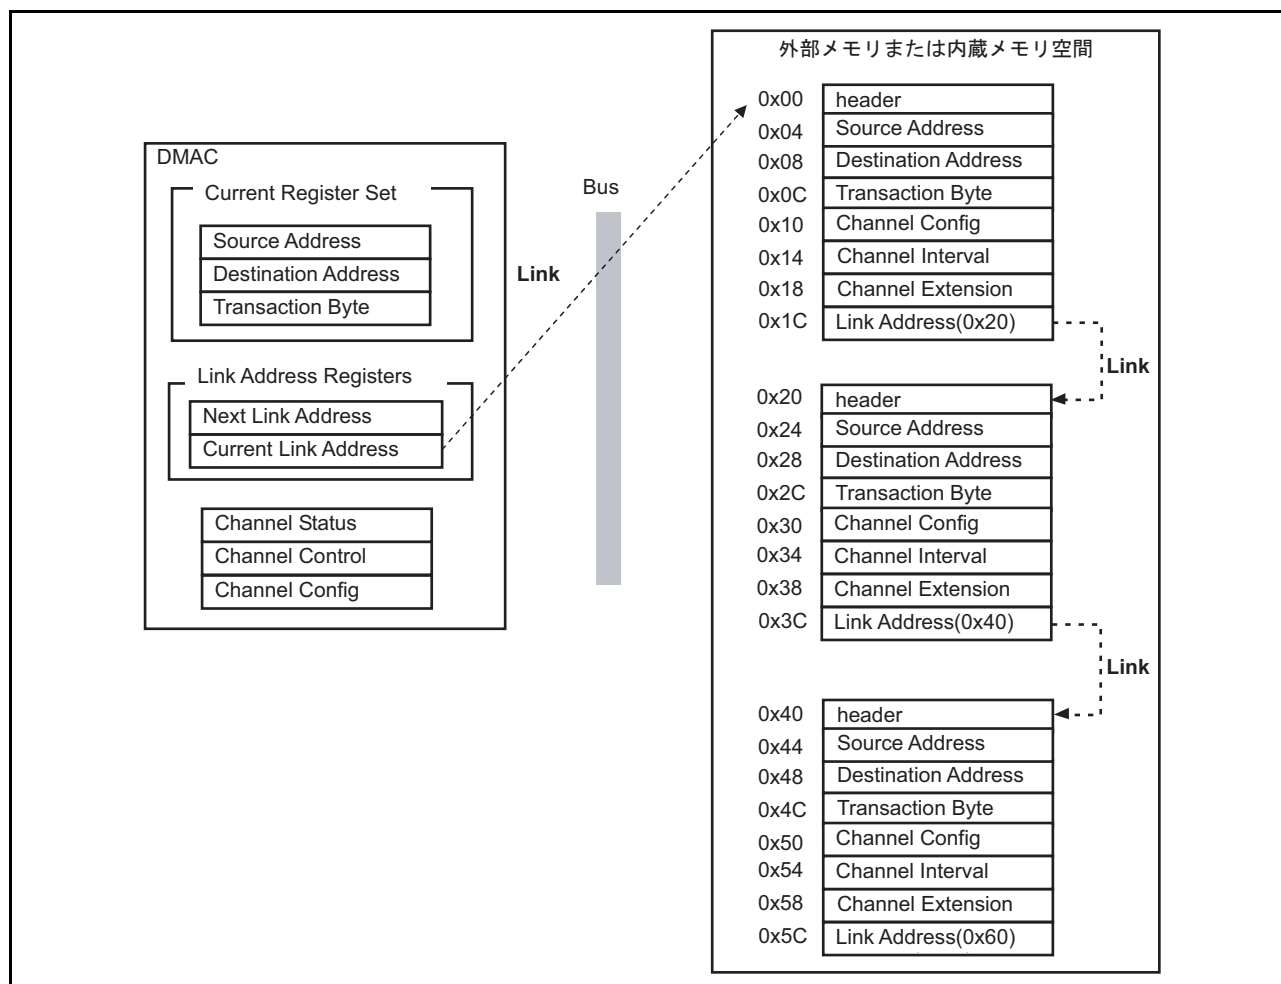 DMAC
Current Register Set
Source Address
Destination Address
Transaction Byte
Link Address Registers
Next Link Address
Current Link Address
Channel Status
Channel Control
Channel Config
Link
Bus
外部メモリまたは内蔵メモリ空間
0x00 header
0x04 Source Address
0x08 Destination Address
0x0C Transaction Byte
0x10 Channel Config
0x14 Channel Interval
0x18 Channel Extension
0x1C Link Address(0x20)
Link
0x20 header
0x24 Source Address
0x28 Destination Address
0x2C Transaction Byte
0x30 Channel Config
0x34 Channel Interval
0x38 Channel Extension
0x3C Link Address(0x40)
Link
0x40 header
0x44 Source Address
0x48 Destination Address
0x4C Transaction Byte
0x50 Channel Config
0x54 Channel Interval
0x58 Channel Extension
0x5C Link Address(0x60)